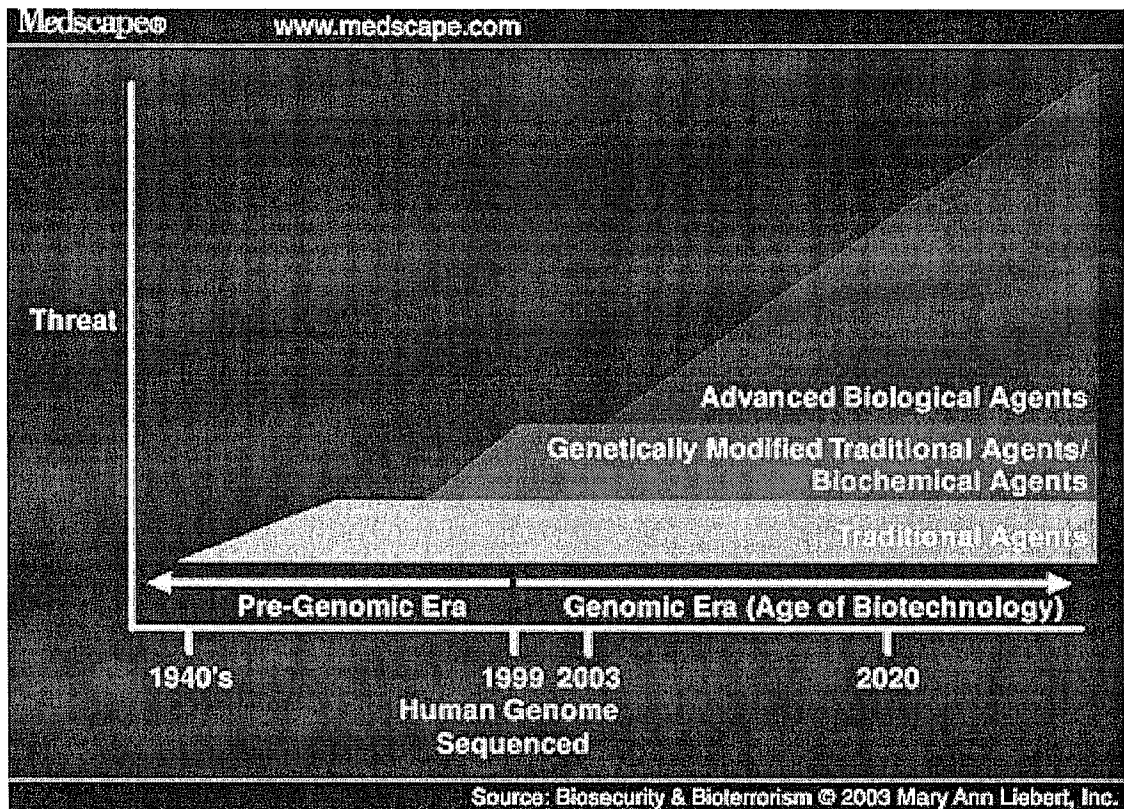 Medscape® www.medscape.com
Threat
Advanced Biological Agents
Genetically Modified Traditional Agents/
Biochemical Agents
Traditional Agents
Pre-Genomic Era
Genomic Era (Age of Biotechnology)
1940's
1999
2003
2020
Human Genome
Sequenced
Source: Biosecurity & Bioterrorism © 2003 Mary Ann Liebert, Inc.